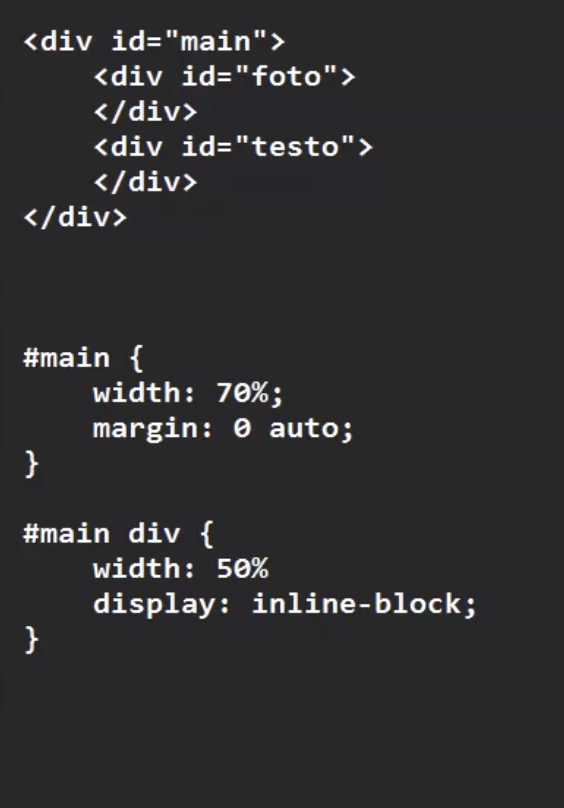 <div id="main">
    <div id="foto">
    </div>
    <div id="testo">
    </div>
</div>
#main {
    width: 70%;
    margin: 0 auto;
}
#main div {
    width: 50%
    display: inline-block;
}